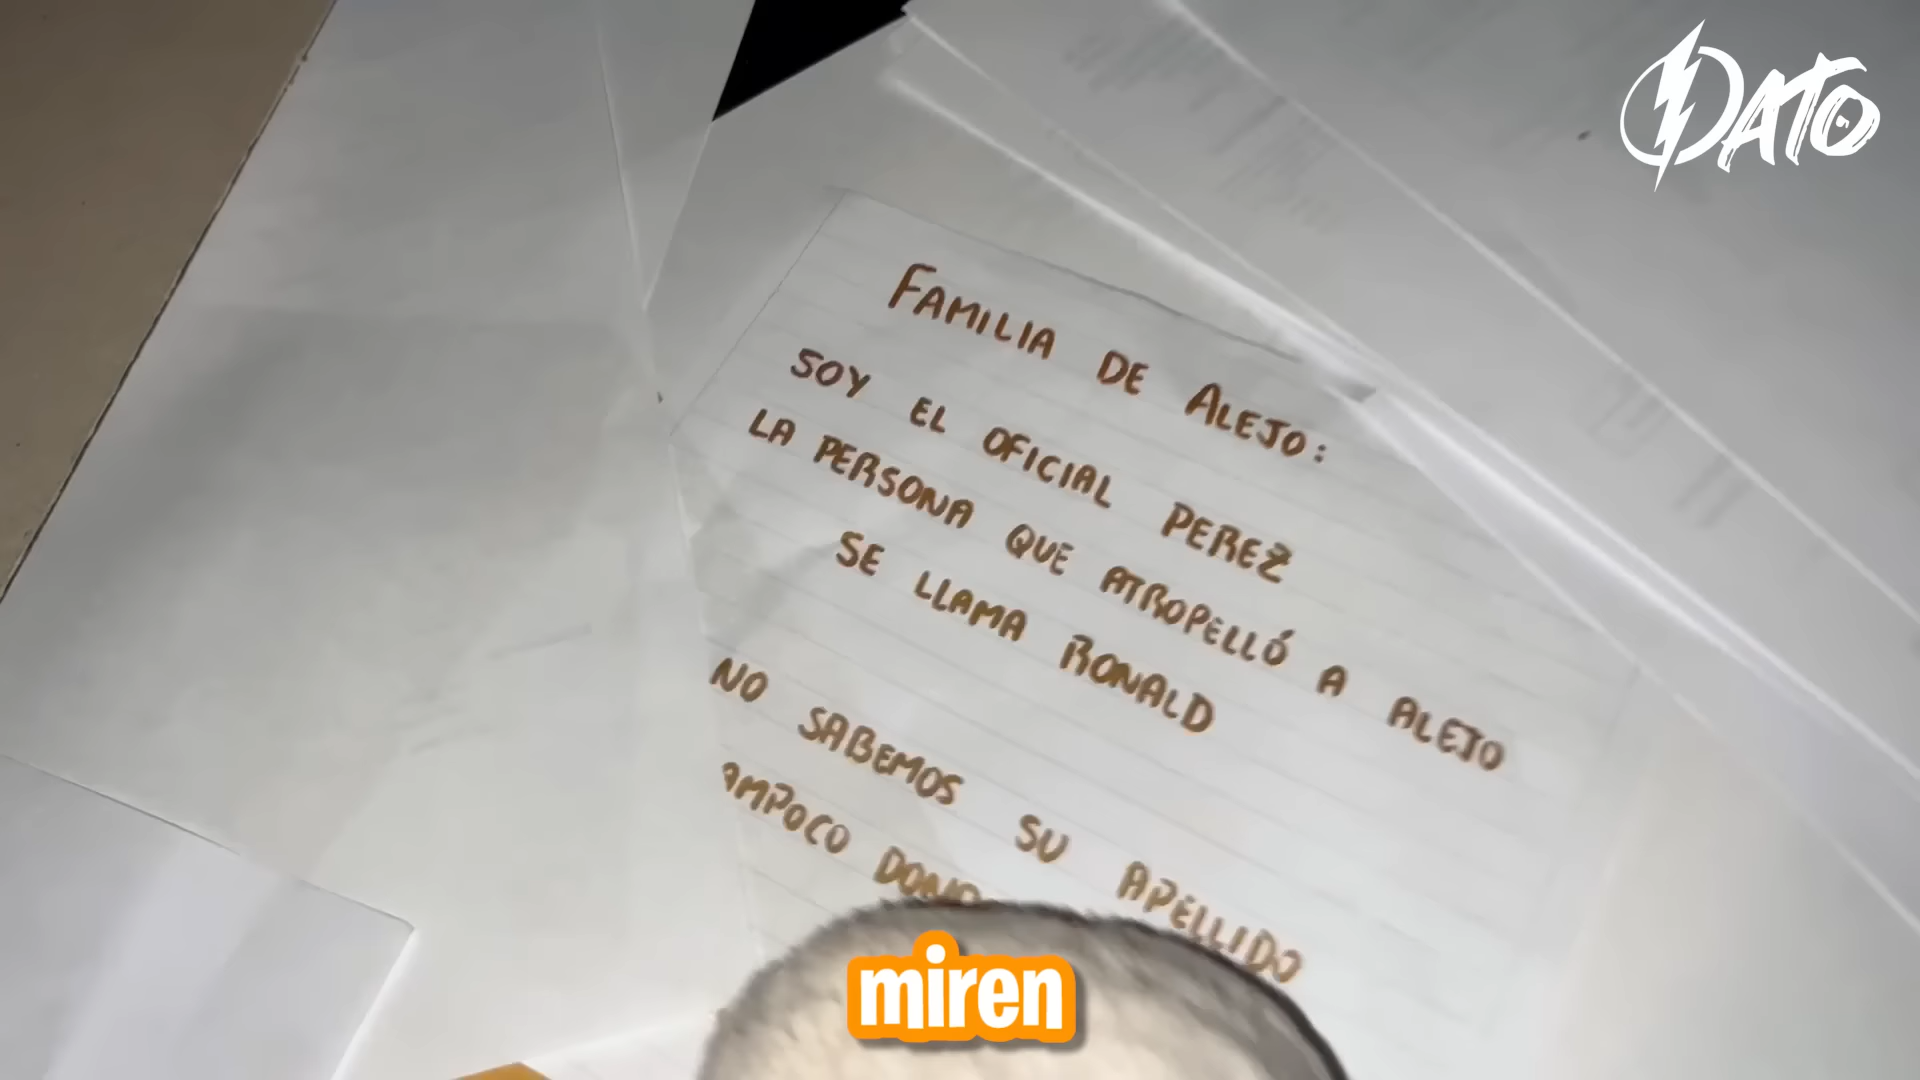 DATO
FAMILIA DE ALEJO:
SOY EL OFICIAL PEREZ
LA PERSONA QUE ATROPELLÓ A ALEJO
SE LLAMA RONALD
NO SABEMOS SU APELLIDO
AMPOCO
miren